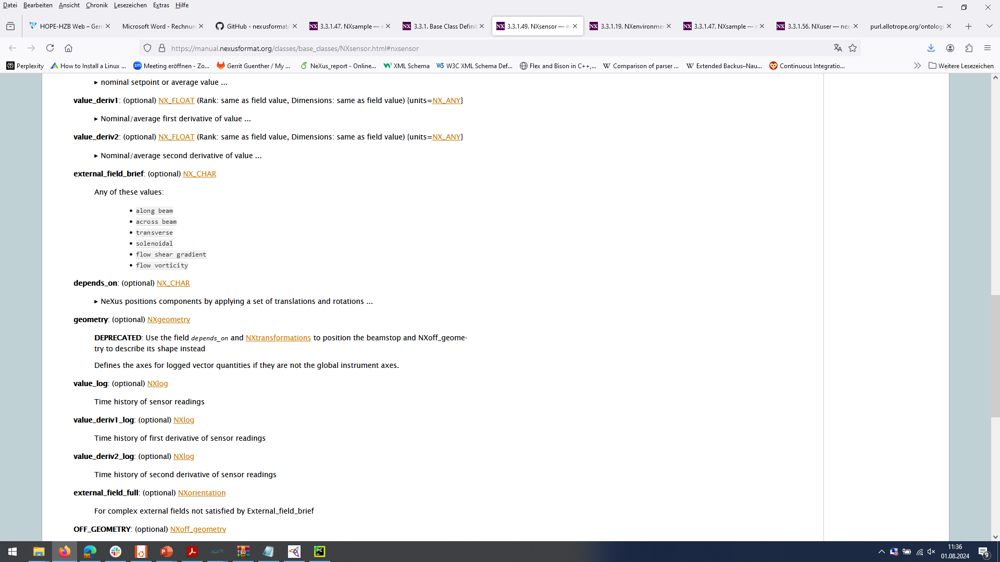 Datei Bearbeiten Ansicht Chronik Lesezeichen Extras Hilfe
HOPE-HZB Web – Gerr
Microsoft Word - Rechnun
GitHub - nexusformat/
3.3.1.47. NXsample — n
3.3.1. Base Class Definit
3.3.1.49. NXsensor — n
3.3.1.19. NXenvironmen
3.3.1.47. NXsample — n
3.3.1.56. NXuser — nex
purl.allotrope.org/ontolog
https://manual.nexusformat.org/classes/base_classes/NXsensor.html#nxsensor
Perplexity
How to Install a Linux ...
Meeting eröffnen - Zo...
Gerrit Guenther / My ...
NeXus_report - Online...
XML Schema
W3C XML Schema Def...
Flex and Bison in C++,...
Comparison of parser ...
Extended Backus–Nau...
Continuous Integratio...
Weitere Lesezeichen
▸ nominal setpoint or average value ...
value_deriv1: (optional) NX_FLOAT (Rank: same as field value, Dimensions: same as field value) {units=NX_ANY}
▸ Nominal/average first derivative of value ...
value_deriv2: (optional) NX_FLOAT (Rank: same as field value, Dimensions: same as field value) {units=NX_ANY}
▸ Nominal/average second derivative of value ...
external_field_brief: (optional) NX_CHAR
Any of these values:
• along beam
• across beam
• transverse
• solenoidal
• flow shear gradient
• flow vorticity
depends_on: (optional) NX_CHAR
▸ NeXus positions components by applying a set of translations and rotations ...
geometry: (optional) NXgeometry
DEPRECATED: Use the field depends_on and NXtransformations to position the beamstop and NXoff_geome-
try to describe its shape instead
Defines the axes for logged vector quantities if they are not the global instrument axes.
value_log: (optional) NXlog
Time history of sensor readings
value_deriv1_log: (optional) NXlog
Time history of first derivative of sensor readings
value_deriv2_log: (optional) NXlog
Time history of second derivative of sensor readings
external_field_full: (optional) NXorientation
For complex external fields not satisfied by External_field_brief
OFF_GEOMETRY: (optional) NXoff_geometry
11:36
01.08.2024
9